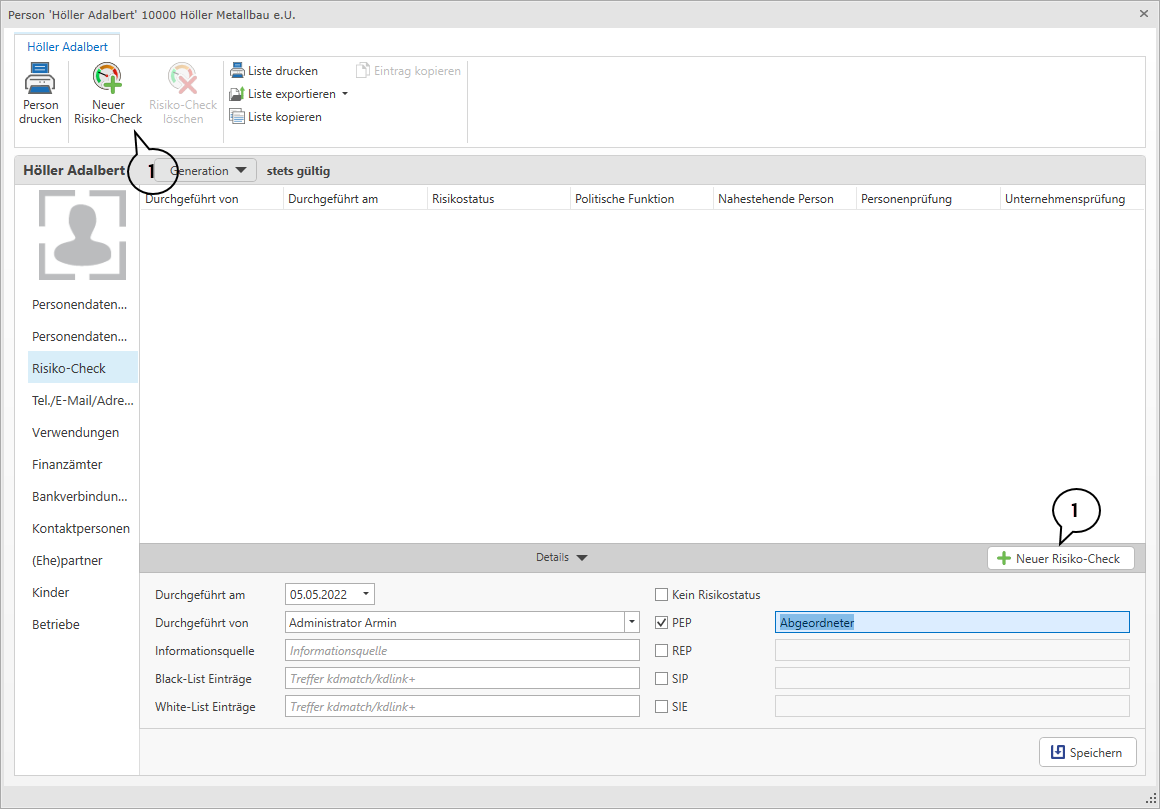 Person 'Höller Adalbert' 10000 Höller Metallbau e.U.
Höller Adalbert
Person drucken
Neuer Risiko-Check
Risiko-Check löschen
Liste drucken
Liste exportieren
Liste kopieren
Eintrag kopieren
1
Höller Adalbert
Generation
stets gültig
Durchgeführt von
Durchgeführt am
Risikostatus
Politische Funktion
Nahestehende Person
Personenprüfung
Unternehmensprüfung
Personendaten...
Personendaten...
Risiko-Check
Tel./E-Mail/Adre...
Verwendungen
Finanzämter
Bankverbindun...
Kontaktpersonen
(Ehe)partner
Kinder
Betriebe
1
Details
Neuer Risiko-Check
Durchgeführt am
05.05.2022
Kein Risikostatus
Durchgeführt von
Administrator Armin
PEP
Abgeordneter
Informationsquelle
Informationsquelle
REP
Black-List Einträge
Treffer kdmatch/kdlink+
SIP
White-List Einträge
Treffer kdmatch/kdlink+
SIE
Speichern